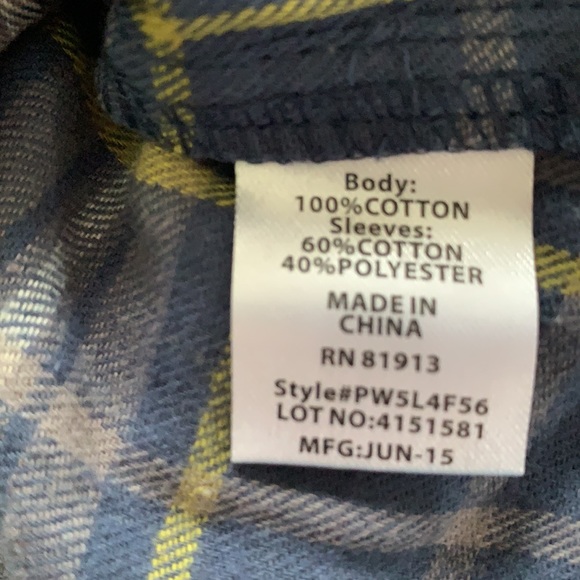 Body:
100%COTTON
Sleeves:
60%COTTON
40%POLYESTER
MADE IN
CHINA
RN 81913
Style#PW5L4F56
LOT NO:4151581
MFG:JUN-15